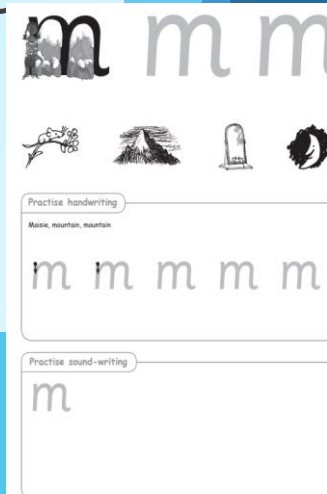 m m m
Practise handwriting
Maisie, mountain, mountain
m m m m m
Practise sound-writing
m